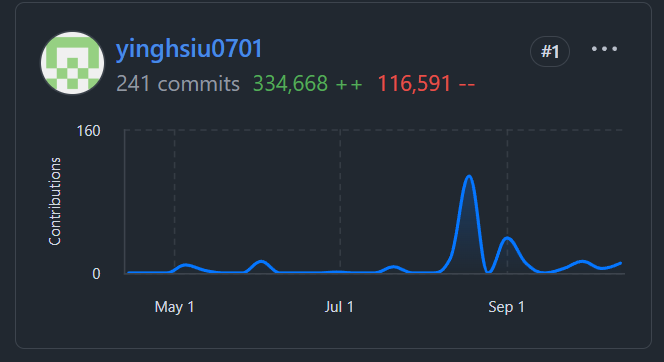 yinghsiu0701
#1
241 commits 334,668 ++ 116,591 --
160
Contributions
0
May 1
Jul 1
Sep 1